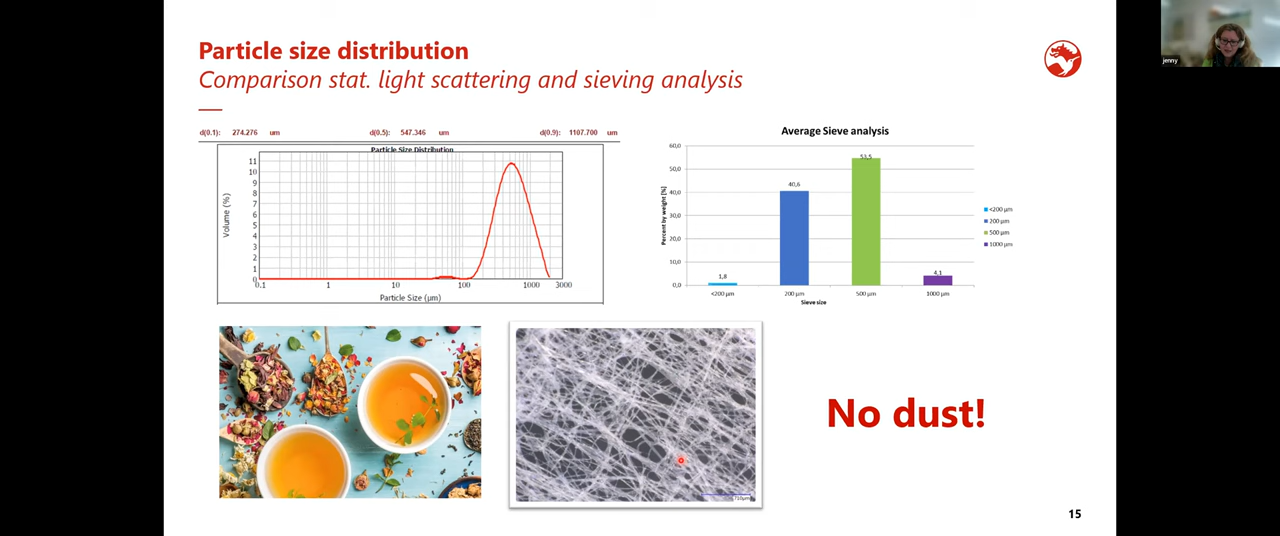 Particle size distribution
Comparison stat. light scattering and sieving analysis
jenny
d(0.1): 274.276 um d(0.5): 547.346 um d(0.9): 1107.700 um
Particle Size Distribution
Volume (%)
11
10
9
8
7
6
5
4
3
2
1
0
0.1 1 10 100 1000 3000
Particle Size (µm)
Average Sieve analysis
Percent by weight [%]
60,0
50,0
40,0
30,0
20,0
10,0
0,0
1,8
40,6
53,5
4,1
<200 µm 200 µm 500 µm 1000 µm
Sieve size
<200 µm
200 µm
500 µm
1000 µm
No dust!
710µm
15